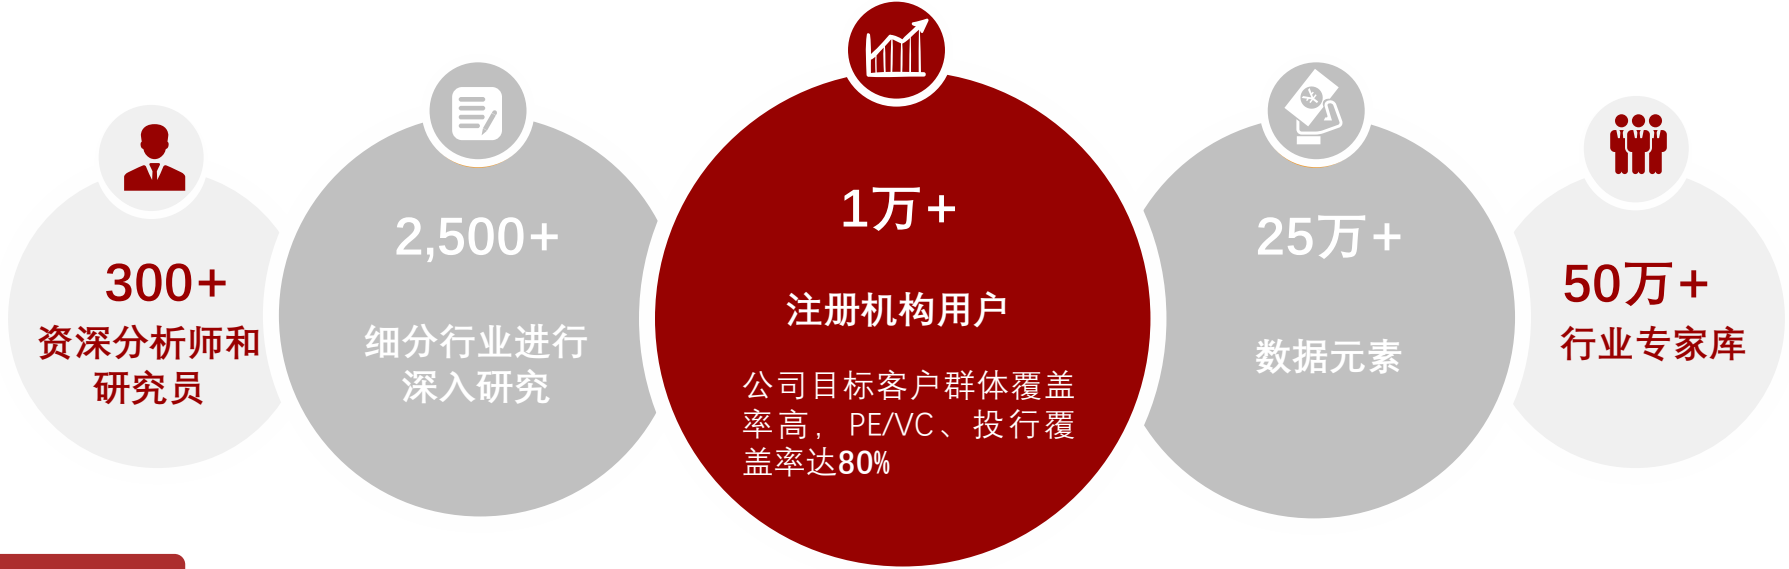 300+
资深分析师和
研究员
2,500+
细分行业进行
深入研究
1万+
注册机构用户
公司目标客户群体覆盖
率高，PE/VC、投行覆
盖率达80%
25万+
数据元素
50万+
行业专家库